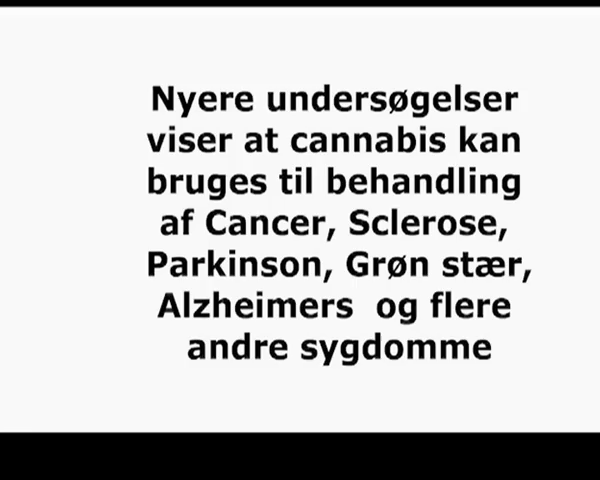 Nyere undersøgelser
viser at cannabis kan
bruges til behandling
af Cancer, Sclerose,
Parkinson, Grøn stær,
Alzheimers og flere
andre sygdomme